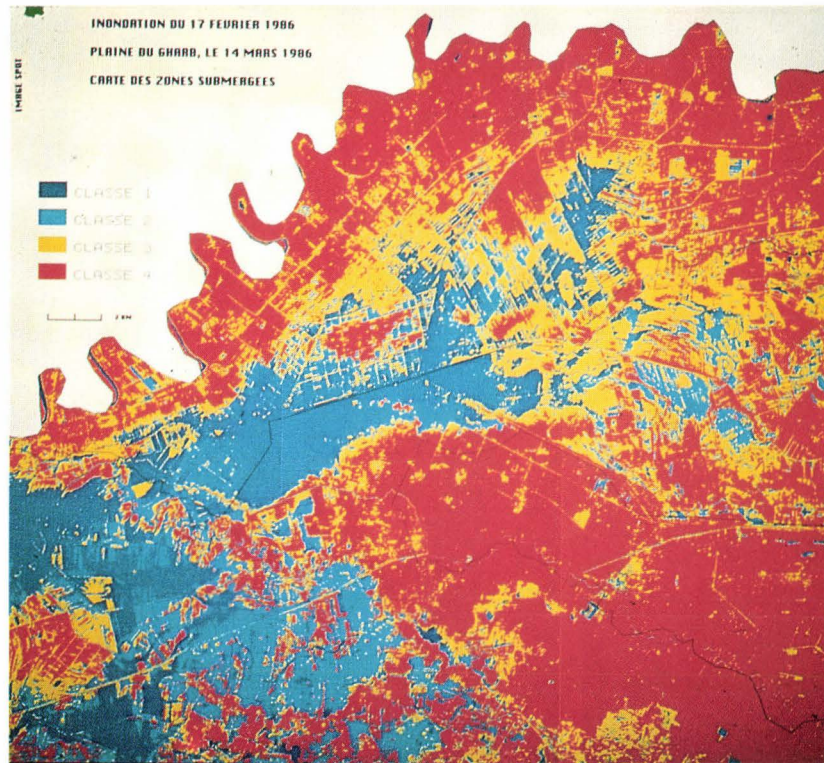 INONDATION DU 17 FEVRIER 1986
PLAINE DU GHARB, LE 14 MARS 1986
CARTE DES ZONES SUBMERGEES
IMAGE SPOT
CLASSE 1
CLASSE 2
CLASSE 3
CLASSE 4
2 KM